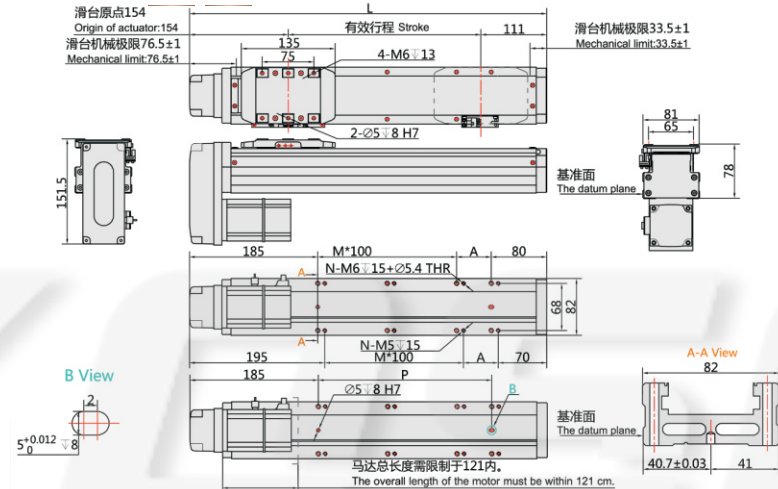 滑台原点154
Origin of actuator:154
滑台机械极限76.5±1
Mechanical limit:76.5±1
L
有效行程 Stroke
111
滑台机械极限33.5±1
Mechanical limit:33.5±1
135
75
4-M6↧13
2-∅5↧8 H7
81
65
78
151.5
基准面
The datum plane
185
M*100
A
80
A
N-M6↧15+∅5.4 THR
68
82
N-M5↧15
A
195
M*100
A
70
A-A View
82
B View
2
5 +0.012 0 ↧8
185
P
∅5↧8 H7
B
基准面
The datum plane
40.7±0.03
41
马达总长度需限制于121内。
The overall length of the motor must be within 121 cm.